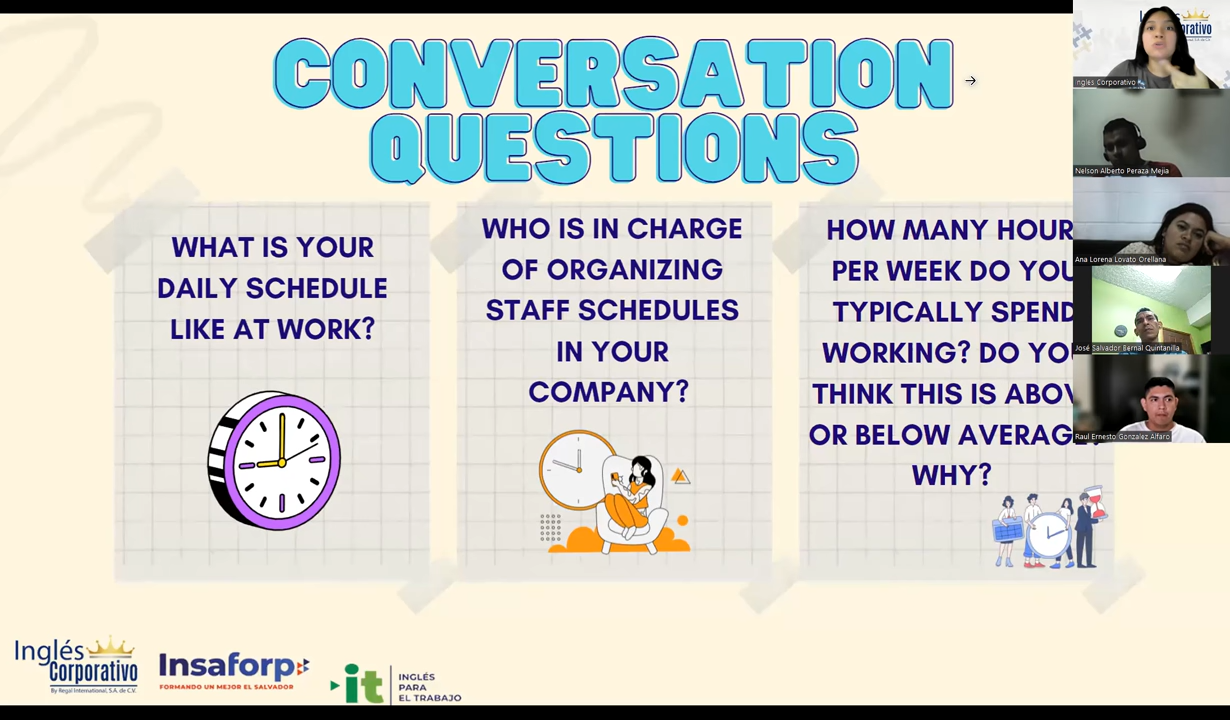 CONVERSATION
QUESTIONS
WHAT IS YOUR
DAILY SCHEDULE
LIKE AT WORK?
WHO IS IN CHARGE
OF ORGANIZING
STAFF SCHEDULES
IN YOUR
COMPANY?
HOW MANY HOUR
PER WEEK DO YOU
TYPICALLY SPEND
WORKING? DO YO
THINK THIS IS ABOV
OR BELOW AVERAGE
WHY?
Inglés
Corporativo
By Regal International, S.A. de C.V.
Insaforp
FORMANDO UN MEJOR EL SALVADOR
it
INGLÉS
PARA
EL TRABAJO
ngles Corporativo
Nelson Alberto Peraza Mejia
Ana Lorena Lovato Orellana
José Salvador Bernal Quintanilla
Raul Ernesto Gonzalez Alfaro